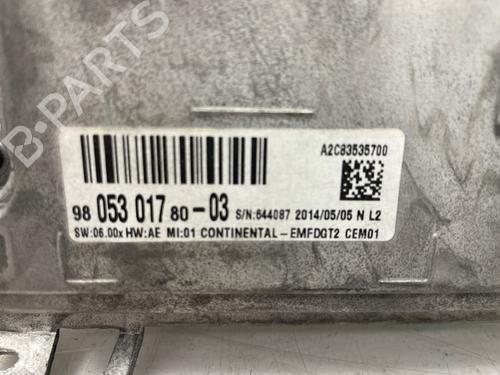 B-PARTS
A2C83535700
98 053 017 80-03 S/N:644087 2014/05/05 N L2
SW:06.00x HW:AE MI:01 CONTINENTAL-EMFDGT2 CEM01